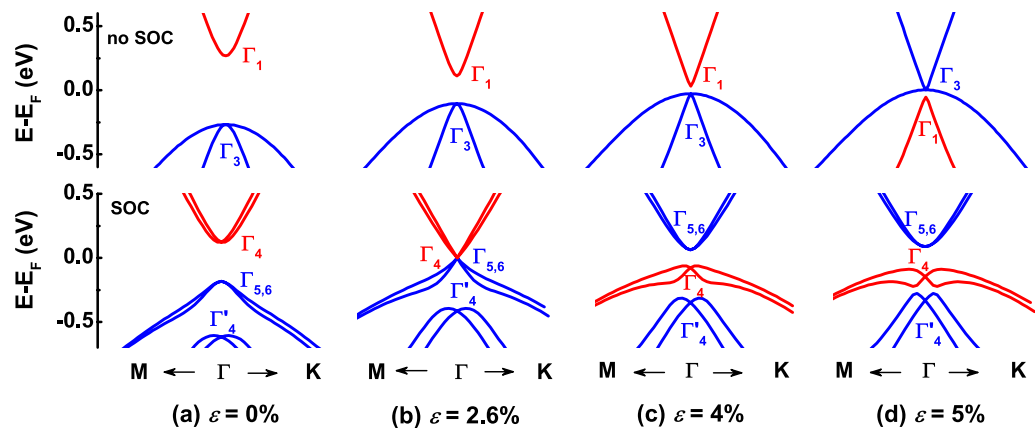 E-E_F (eV)
0.5
0.0
-0.5
no SOC
Γ₁
Γ₃
Γ₁
Γ₃
Γ₁
Γ₃
Γ₃
Γ₁
E-E_F (eV)
0.5
0.0
-0.5
SOC
Γ₄
Γ₅,₆
Γ'₄
Γ₄
Γ₅,₆
Γ'₄
Γ₄
Γ₅,₆
Γ'₄
Γ₅,₆
Γ₄
Γ'₄
M ← Γ → K
M ← Γ → K
M ← Γ → K
M ← Γ → K
(a) ε = 0%
(b) ε = 2.6%
(c) ε = 4%
(d) ε = 5%